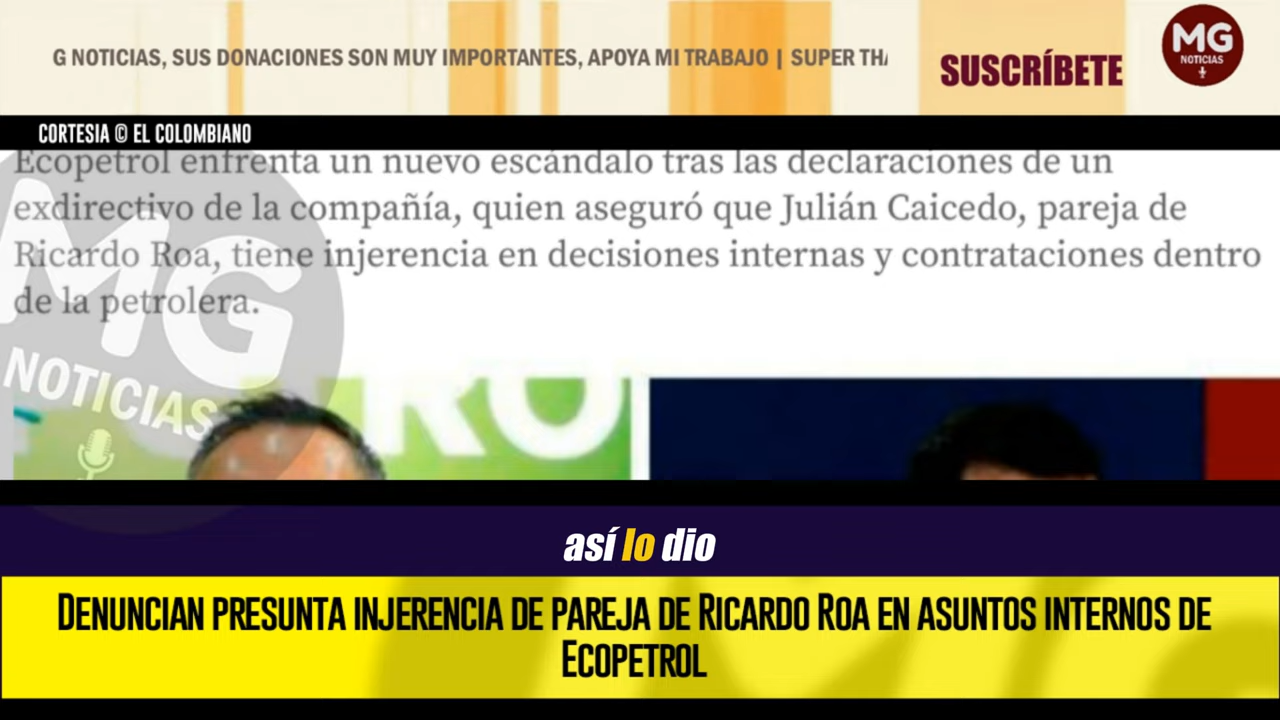 G NOTICIAS, SUS DONACIONES SON MUY IMPORTANTES, APOYA MI TRABAJO | SUPER
SUSCRÍBETE
MG
NOTICIAS
CORTESIA © EL COLOMBIANO
Ecopetrol enfrenta un nuevo escándalo tras las declaraciones de un
exdirectivo de la compañía, quien aseguró que Julián Caicedo, pareja de
Ricardo Roa, tiene injerencia en decisiones internas y contrataciones dentro
de la petrolera.
MG
NOTICIAS
RO
así lo dio
DENUNCIAN PRESUNTA INJERENCIA DE PAREJA DE RICARDO ROA EN ASUNTOS INTERNOS DE
ECOPETROL